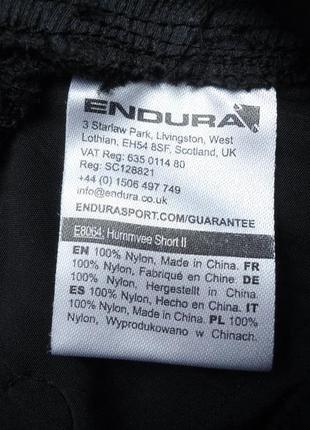 ENDURA
3 Starlaw Park, Livingston, West
Lothian, EH54 8SF, Scotland, UK
VAT Reg: 635 0114 80
Reg: SC128821
+44 (0) 1506 497 749
info@endura.co.uk
ENDURASPORT.COM/GUARANTEE
E8064: Hummvee Short II
EN 100% Nylon, Made in China. FR
100% Nylon, Fabriqué en Chine. DE
100% Nylon, Hergestellt in China.
ES 100% Nylon, Hecho en China. IT
100% Nylon, Made in China. PL 100%
Nylon, Wyprodukowano w Chinach.